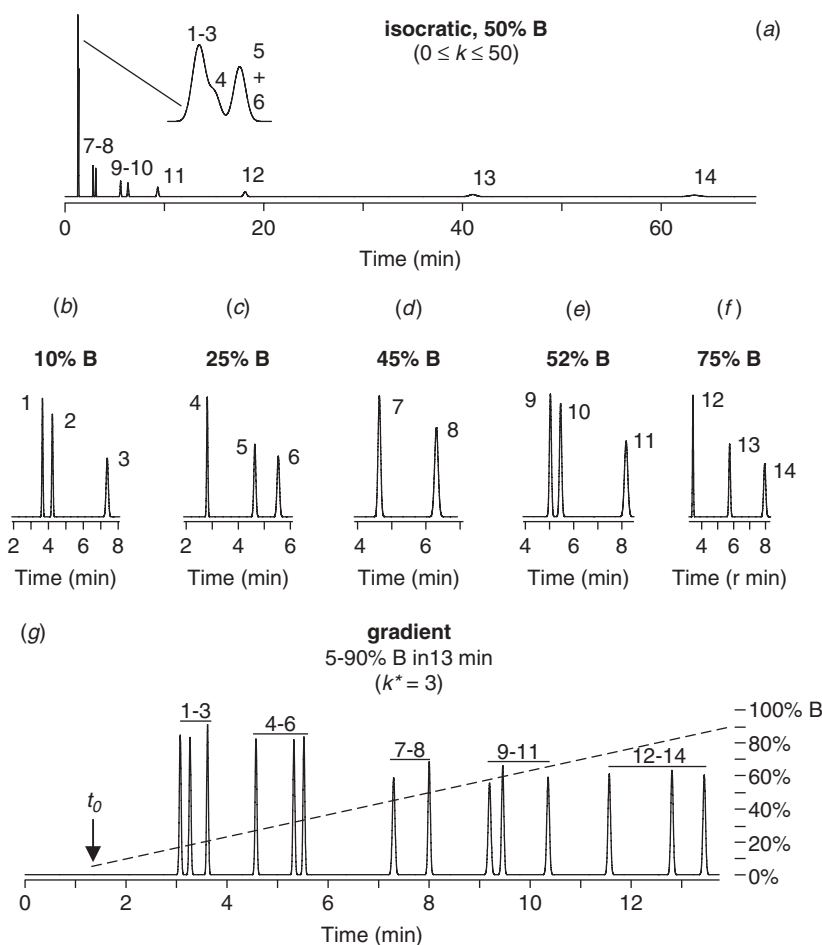 isocratic, 50% B
(0 ≤ k ≤ 50)
(a)
1-3
4
5
+
6
7-8
9-10
11
12
13
14
0 20 40 60
Time (min)
(b) (c) (d) (e) (f)
10% B 25% B 45% B 52% B 75% B
1 2 3
4 5 6
7 8
9 10 11
12 13 14
2 4 6 8
2 4 6
4 6
4 6 8
4 6 8
Time (min) Time (min) Time (min) Time (min) Time (r min)
(g)
gradient
5-90% B in13 min
(k* = 3)
1-3
4-6
7-8
9-11
12-14
t0
100% B
80%
60%
40%
20%
0%
0 2 4 6 8 10 12
Time (min)